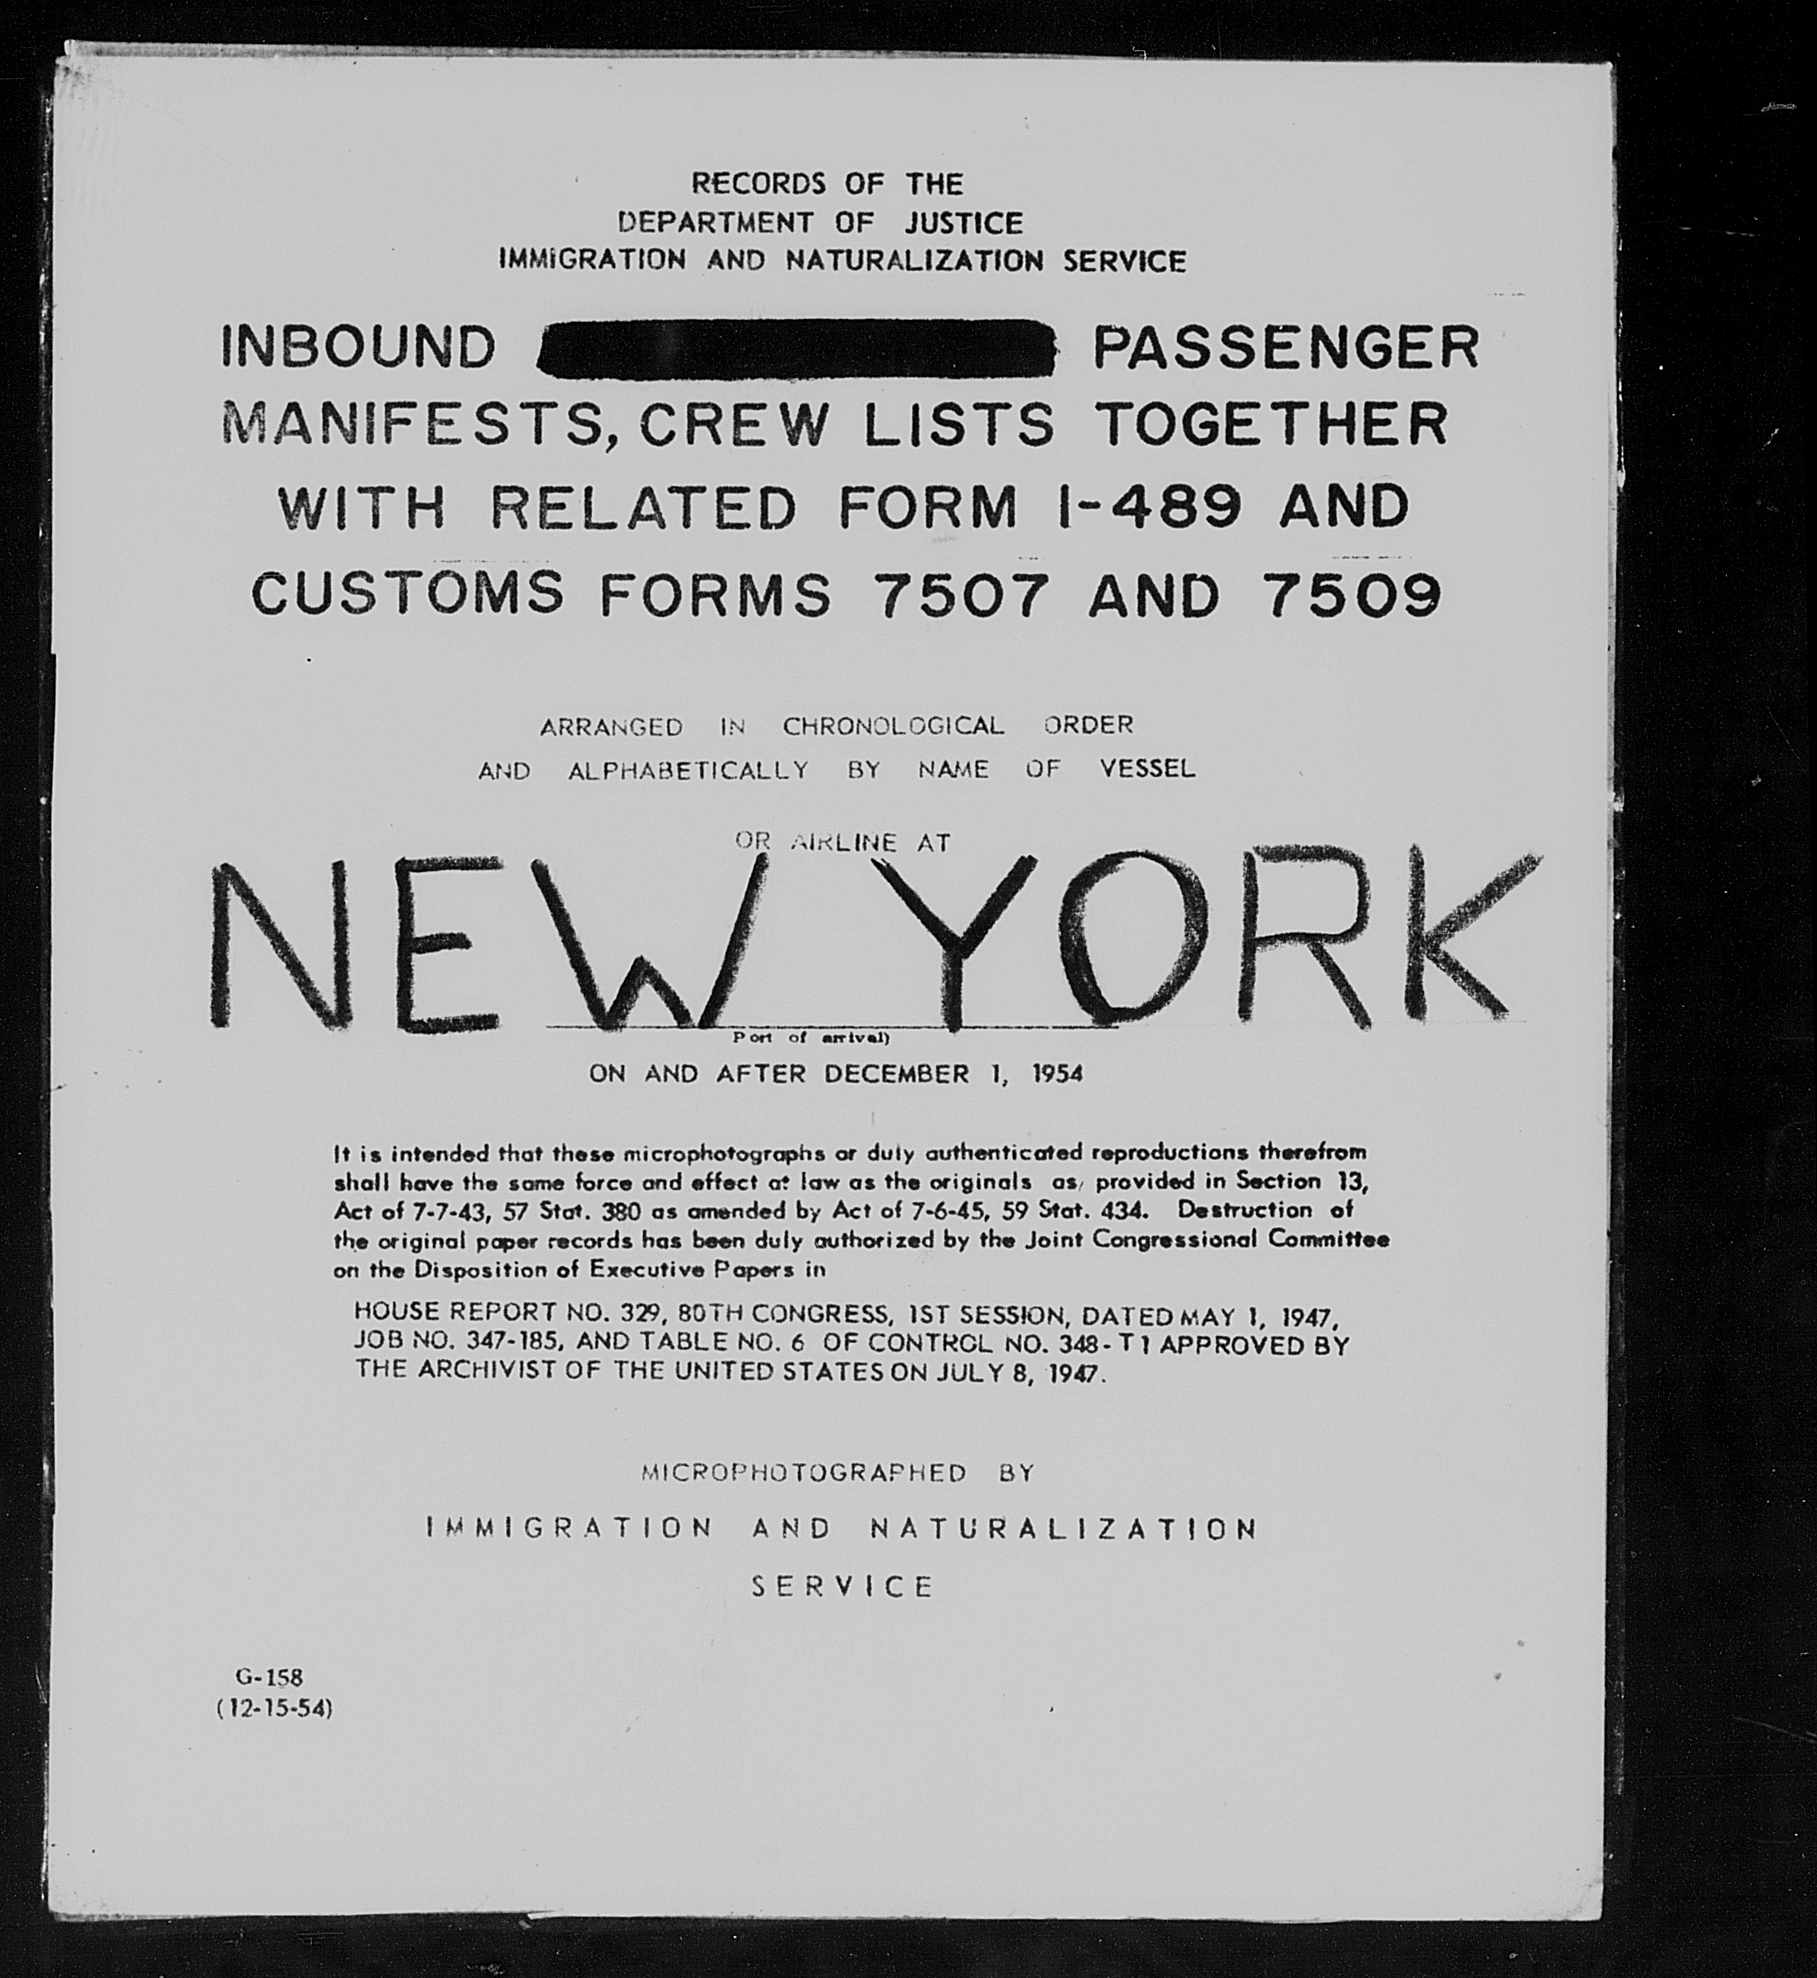 RECORDS OF THE
DEPARTMENT OF JUSTICE
IMMIGRATION AND NATURALIZATION SERVICE
INBOUND PASSENGER
MANIFESTS, CREW LISTS TOGETHER
WITH RELATED FORM I-489 AND
CUSTOMS FORMS 7507 AND 7509
ARRANGED IN CHRONOLOGICAL ORDER
AND ALPHABETICALLY BY NAME OF VESSEL
OR AIRLINE AT
NEW YORK
Port of arrival)
ON AND AFTER DECEMBER 1, 1954
It is intended that these microphotographs or duly authenticated reproductions therefrom
shall have the same force and effect at law as the originals as, provided in Section 13,
Act of 7-7-43, 57 Stat. 380 as amended by Act of 7-6-45, 59 Stat. 434. Destruction of
the original paper records has been duly authorized by the Joint Congressional Committee
on the Disposition of Executive Papers in
HOUSE REPORT NO. 329, 80TH CONGRESS, 1ST SESSION, DATED MAY 1, 1947,
JOB NO. 347-185, AND TABLE NO. 6 OF CONTROL NO. 348-T1 APPROVED BY
THE ARCHIVIST OF THE UNITED STATES ON JULY 8, 1947.
MICROPHOTOGRAPHED BY
IMMIGRATION AND NATURALIZATION
SERVICE
G-158
(12-15-54)